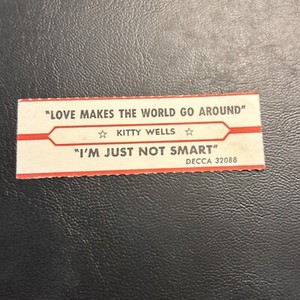 "LOVE MAKES THE WORLD GO AROUND"
☆ KITTY WELLS ☆
"I'M JUST NOT SMART"
DECCA 32088